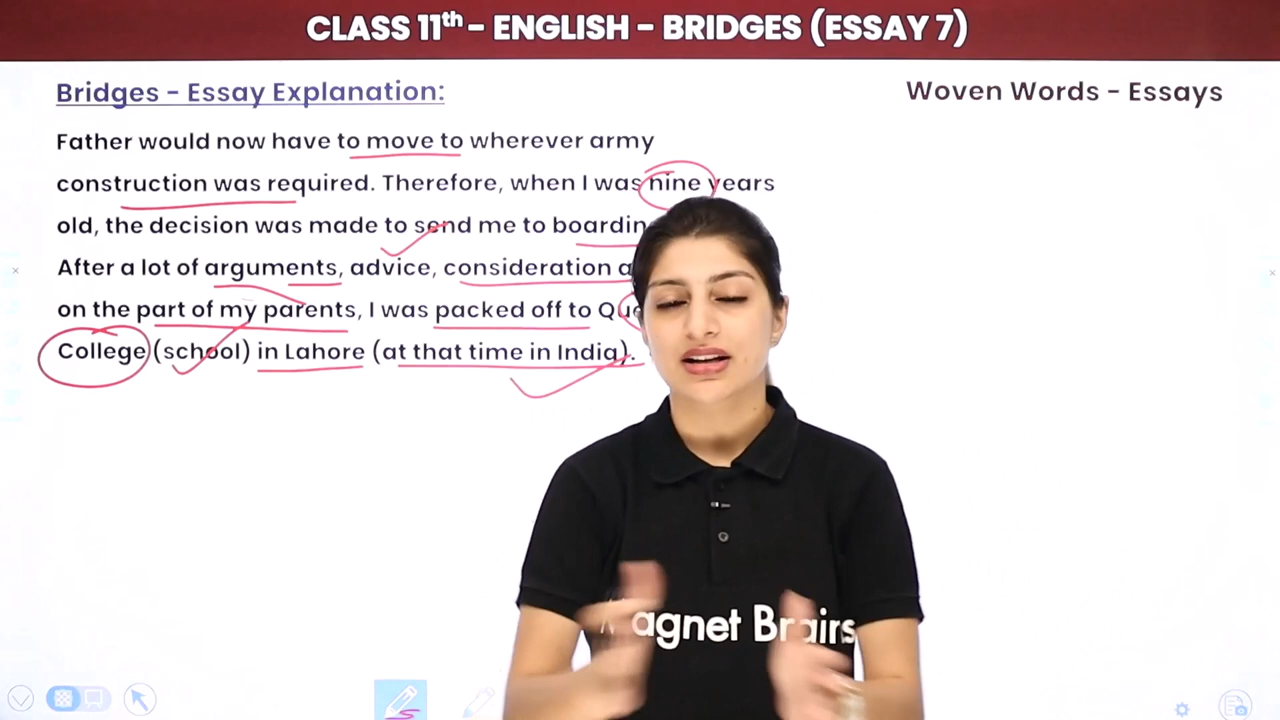 CLASS 11th - ENGLISH - BRIDGES (ESSAY 7)
Bridges - Essay Explanation:
Woven Words - Essays
Father would now have to move to wherever army
construction was required. Therefore, when I was nine years
old, the decision was made to send me to
After a lot of arguments, advice, consideration
on the part of my parents, I was packed off to
College (school) in Lahore (at that time in India).
agnet